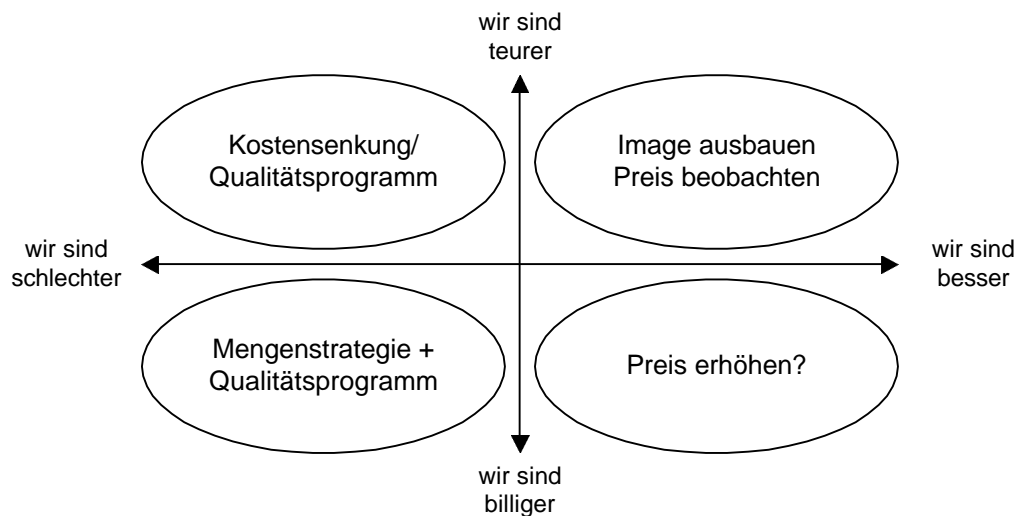 wir sind
teurer
Kostensenkung/
Qualitätsprogramm
Image ausbauen
Preis beobachten
wir sind
schlechter
wir sind
besser
Mengenstrategie +
Qualitätsprogramm
Preis erhöhen?
wir sind
billiger